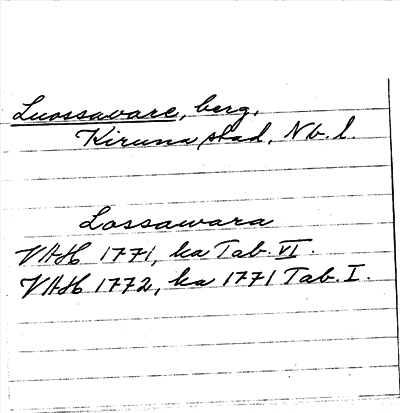 Luossavare, berg,
Kiruna stad, Nb. l.
Lossawara
VAH 1771, ka Tab. VI.
VAH 1772, ka 1771 Tab. I.